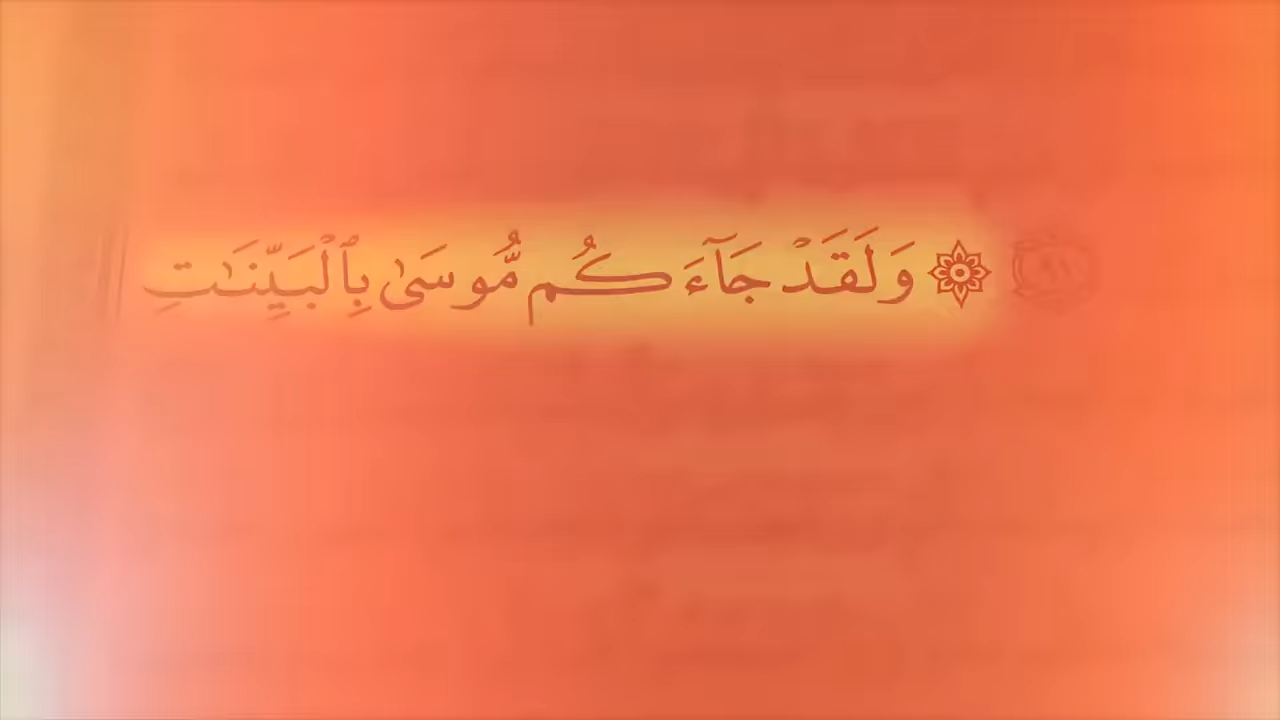 ۞ وَلَقَدْ جَآءَكُم مُّوسَىٰ بِٱلْبَيِّنَـٰتِ